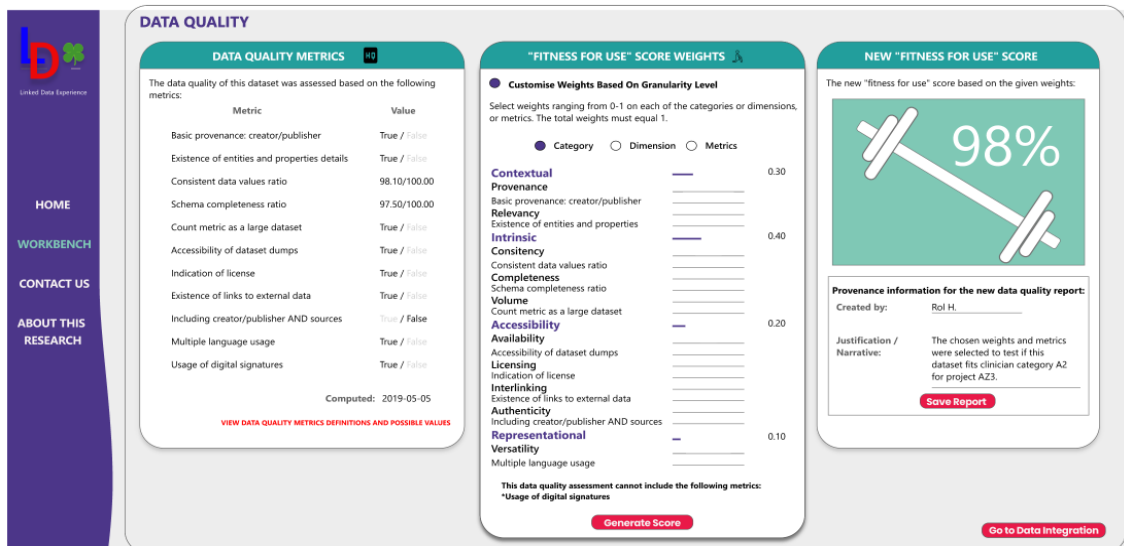 DATA QUALITY
LD
Linked Data Experience
HOME
WORKBENCH
CONTACT US
ABOUT THIS
RESEARCH
DATA QUALITY METRICS HQ
The data quality of this dataset was assessed based on the following
metrics:
Metric Value
Basic provenance: creator/publisher True / False
Existence of entities and properties details True / False
Consistent data values ratio 98.10/100.00
Schema completeness ratio 97.50/100.00
Count metric as a large dataset True / False
Accessibility of dataset dumps True / False
Indication of license True / False
Existence of links to external data True / False
Including creator/publisher AND sources True / False
Multiple language usage True / False
Usage of digital signatures True / False
Computed: 2019-05-05
VIEW DATA QUALITY METRICS DEFINITIONS AND POSSIBLE VALUES
"FITNESS FOR USE" SCORE WEIGHTS
Customise Weights Based On Granularity Level
Select weights ranging from 0-1 on each of the categories or dimensions,
or metrics. The total weights must equal 1.
Category Dimension Metrics
Contextual 0.30
Provenance
Basic provenance: creator/publisher
Relevancy
Existence of entities and properties
Intrinsic 0.40
Consitency
Consistent data values ratio
Completeness
Schema completeness ratio
Volume
Count metric as a large dataset
Accessibility 0.20
Availability
Accessibility of dataset dumps
Licensing
Indication of license
Interlinking
Existence of links to external data
Authenticity
Including creator/publisher AND sources
Representational 0.10
Versatility
Multiple language usage
This data quality assessment cannot include the following metrics:
*Usage of digital signatures
Generate Score
NEW "FITNESS FOR USE" SCORE
The new "fitness for use" score based on the given weights:
98%
Provenance information for the new data quality report:
Created by: Rol H.
Justification / The chosen weights and metrics
Narrative: were selected to test if this
dataset fits clinician category A2
for project AZ3.
Save Report
Go to Data Integration